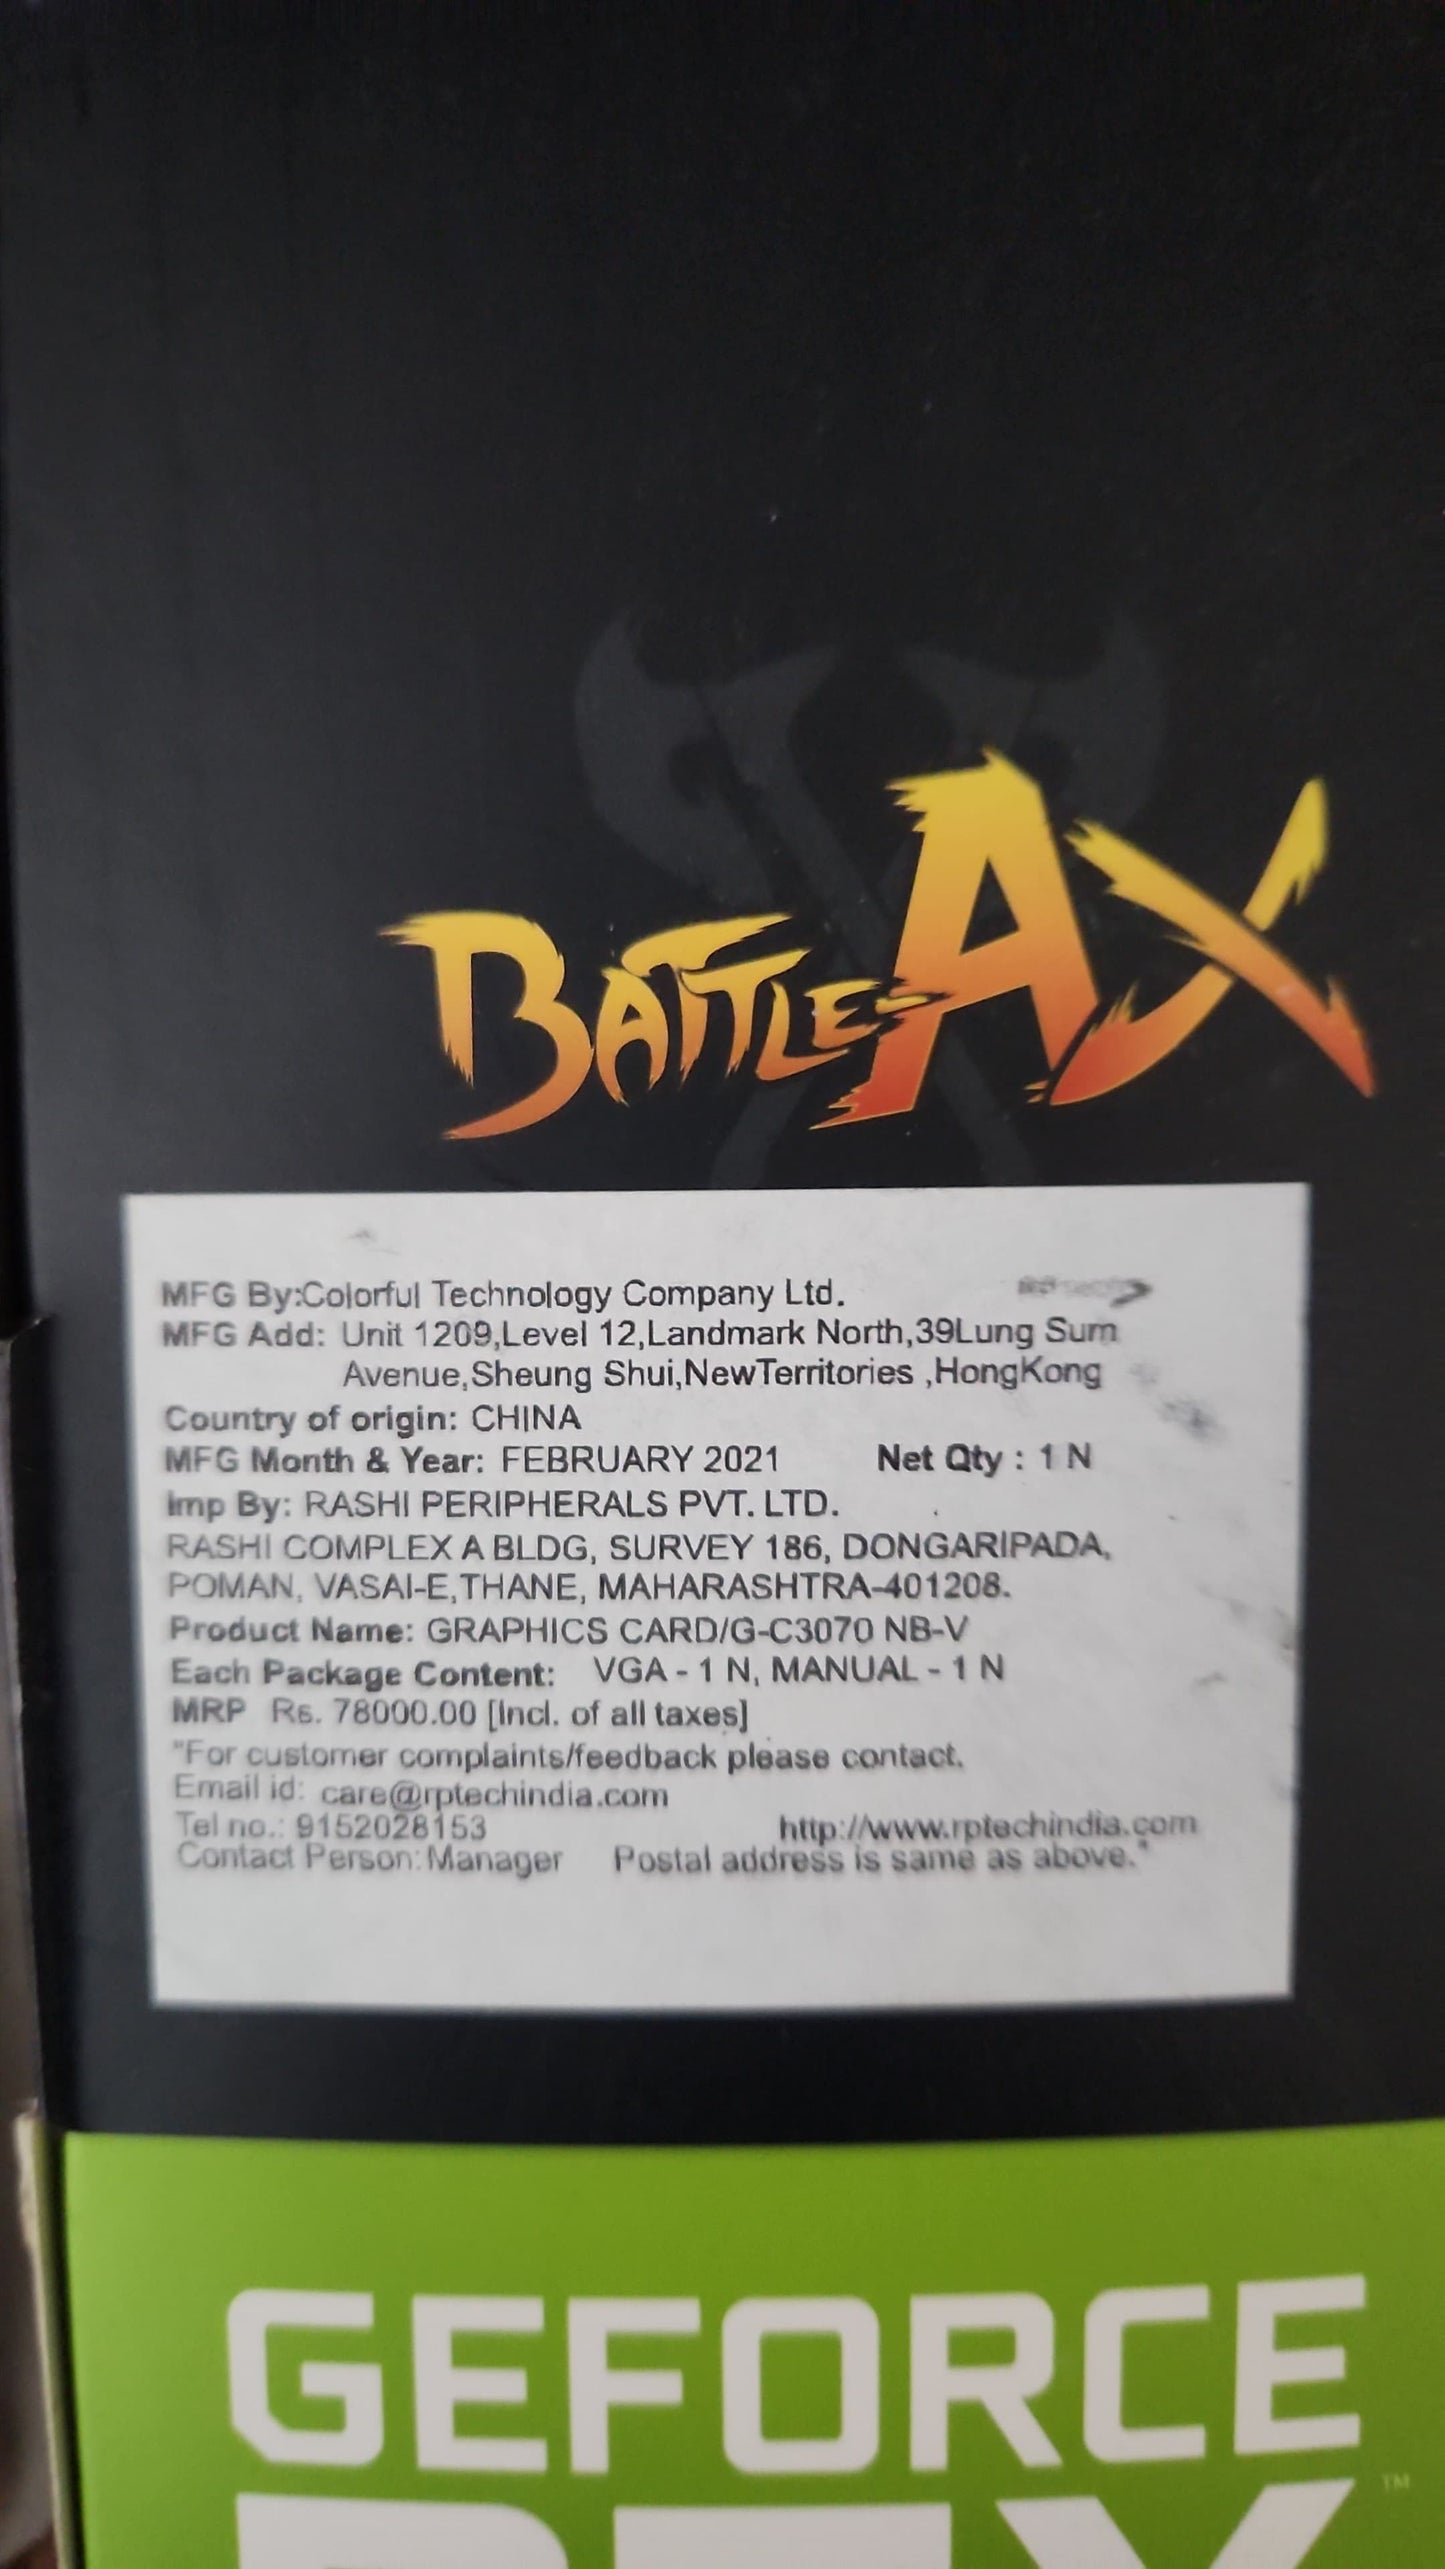 BATTLE-AX
MFG By:Colorful Technology Company Ltd.
MFG Add: Unit 1209,Level 12,Landmark North,39Lung Sum
Avenue,Sheung Shui,NewTerritories ,HongKong
Country of origin: CHINA
MFG Month & Year: FEBRUARY 2021 Net Qty : 1 N
Imp By: RASHI PERIPHERALS PVT. LTD.
RASHI COMPLEX A BLDG, SURVEY 186, DONGARIPADA,
POMAN, VASAI-E,THANE, MAHARASHTRA-401208.
Product Name: GRAPHICS CARD/G-C3070 NB-V
Each Package Content: VGA - 1 N, MANUAL - 1 N
MRP Rs. 78000.00 [Incl. of all taxes]
"For customer complaints/feedback please contact.
Email id: care@rptechindia.com
Tel no.: 9152028153 http://www.rptechindia.com
Contact Person:Manager Postal address is same as above."
GEFORCE
RTX ™